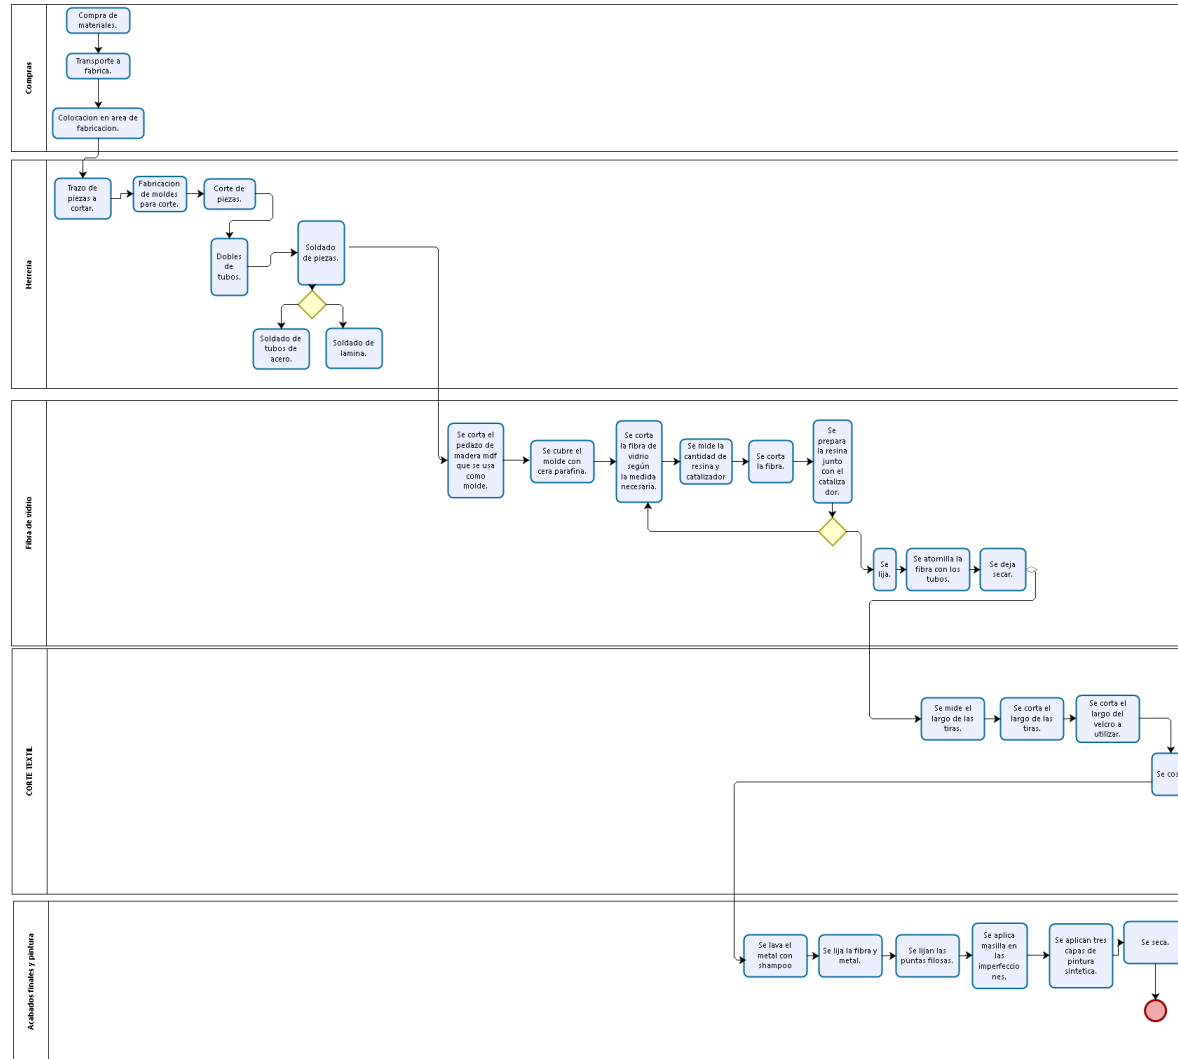 Compras
Compra de
materiales.
Transporte a
fabrica.
Colocacion en area de
fabricacion.
Herreria
Trazo de
piezas a
cortar.
Fabricacion
de moldes
para corte.
Corte de
piezas.
Dobles
de
tubos.
Soldado
de piezas.
Soldado de
tubos de
acero.
Soldado de
lamina.
Fibra de vidrio
Se corta el
pedazo de
madera mdf
que se usa
como
molde.
Se cubre el
molde con
cera parafina.
Se corta
la fibra de
vidrio
según
la medida
necesaria.
Se mide la
cantidad de
resina y
catalizador
Se corta
la fibra.
Se
prepara
la resina
junto
con el
cataliza
dor.
Se
lija.
Se atornilla la
fibra con los
tubos.
Se deja
secar.
CORTE TEXTIL
Se mide el
largo de las
tiras.
Se corta el
largo de las
tiras.
Se corta el
largo del
velcro a
utilizar.
Se cos
Acabados finales y pintura
Se lava el
metal con
shampoo
Se lija la fibra y
metal.
Se lijan las
puntas filosas.
Se aplica
masilla en
las
imperfeccio
nes.
Se aplican tres
capas de
pintura
sintetica.
Se seca.